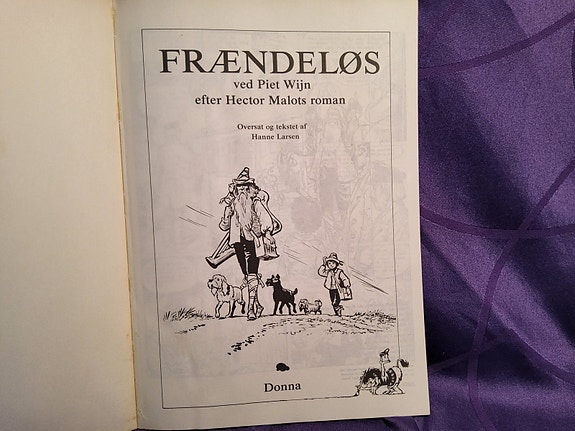 FRÆNDELØS
ved Piet Wijn
efter Hector Malots roman
Oversat og tekstet af
Hanne Larsen
Donna